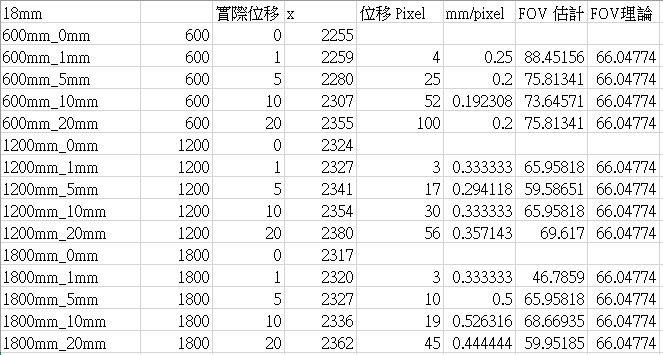 18mm 實際位移 x 位移 Pixel mm/pixel FOV 估計 FOV理論
600mm_0mm 600 0 2255
600mm_1mm 600 1 2259 4 0.25 88.45156 66.04774
600mm_5mm 600 5 2280 25 0.2 75.81341 66.04774
600mm_10mm 600 10 2307 52 0.192308 73.64571 66.04774
600mm_20mm 600 20 2355 100 0.2 75.81341 66.04774
1200mm_0mm 1200 0 2324
1200mm_1mm 1200 1 2327 3 0.333333 65.95818 66.04774
1200mm_5mm 1200 5 2341 17 0.294118 59.58651 66.04774
1200mm_10mm 1200 10 2354 30 0.333333 65.95818 66.04774
1200mm_20mm 1200 20 2380 56 0.357143 69.617 66.04774
1800mm_0mm 1800 0 2317
1800mm_1mm 1800 1 2320 3 0.333333 46.7859 66.04774
1800mm_5mm 1800 5 2327 10 0.5 65.95818 66.04774
1800mm_10mm 1800 10 2336 19 0.526316 68.66935 66.04774
1800mm_20mm 1800 20 2362 45 0.444444 59.95185 66.04774